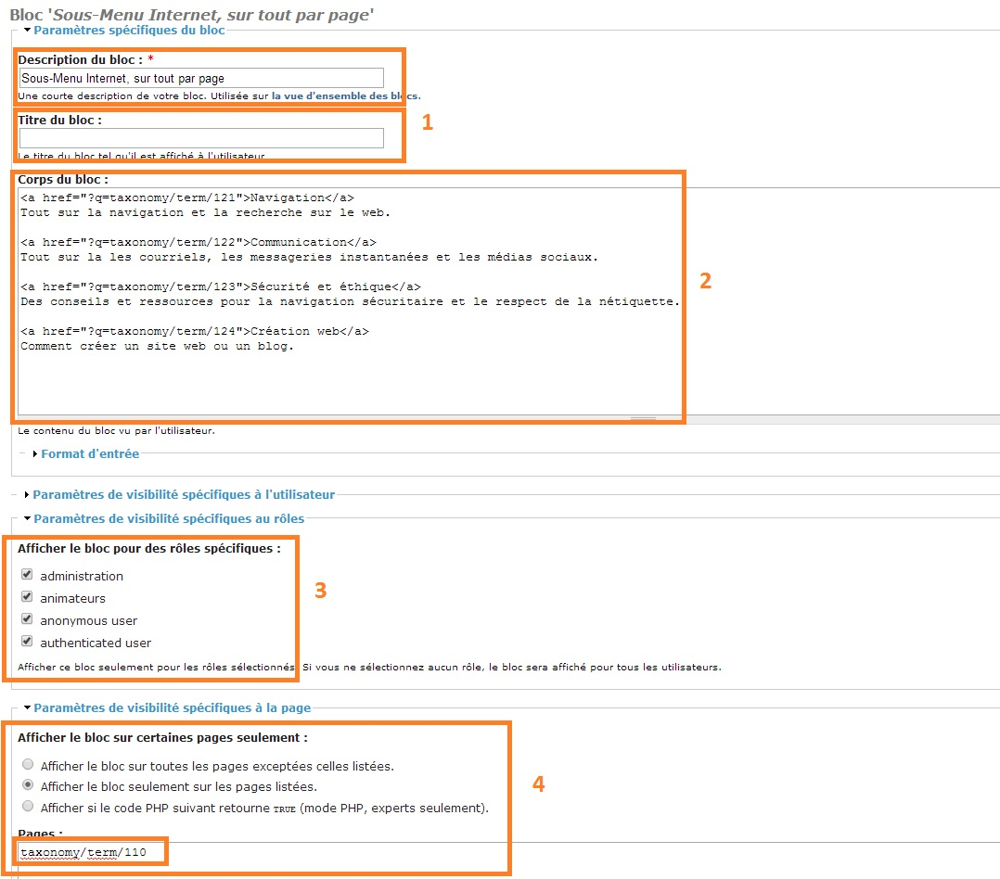 Bloc 'Sous-Menu Internet, sur tout par page'
Paramètres spécifiques du bloc
Description du bloc : *
Sous-Menu Internet, sur tout par page
Une courte description de votre bloc. Utilisée sur la vue d'ensemble des blocs.
Titre du bloc :
1
Le titre du bloc tel qu'il est affiché à l'utilisateur
Corps du bloc :
<a href="?q=taxonomy/term/121">Navigation</a>
Tout sur la navigation et la recherche sur le web.
<a href="?q=taxonomy/term/122">Communication</a>
Tout sur la les courriels, les messageries instantanées et les médias sociaux.
2
<a href="?q=taxonomy/term/123">Sécurité et éthique</a>
Des conseils et ressources pour la navigation sécuritaire et le respect de la nétiquette.
<a href="?q=taxonomy/term/124">Création web</a>
Comment créer un site web ou un blog.
Le contenu du bloc vu par l'utilisateur.
Format d'entrée
Paramètres de visibilité spécifiques à l'utilisateur
Paramètres de visibilité spécifiques au rôles
Afficher le bloc pour des rôles spécifiques :
administration
animateurs
3
anonymous user
authenticated user
Afficher ce bloc seulement pour les rôles sélectionnés. Si vous ne sélectionnez aucun rôle, le bloc sera affiché pour tous les utilisateurs.
Paramètres de visibilité spécifiques à la page
Afficher le bloc sur certaines pages seulement :
Afficher le bloc sur toutes les pages exceptées celles listées.
Afficher le bloc seulement sur les pages listées.
4
Afficher si le code PHP suivant retourne TRUE (mode PHP, experts seulement).
Pages :
taxonomy/term/110